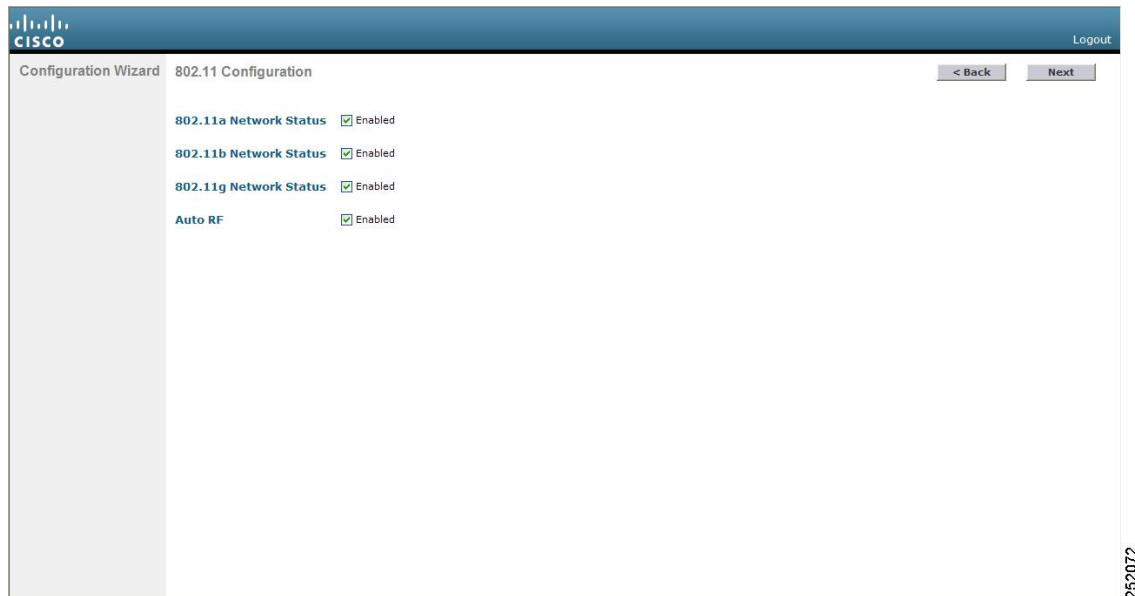 CISCO
Logout
Configuration Wizard
802.11 Configuration
< Back
Next
802.11a Network Status Enabled
802.11b Network Status Enabled
802.11g Network Status Enabled
Auto RF Enabled
252072